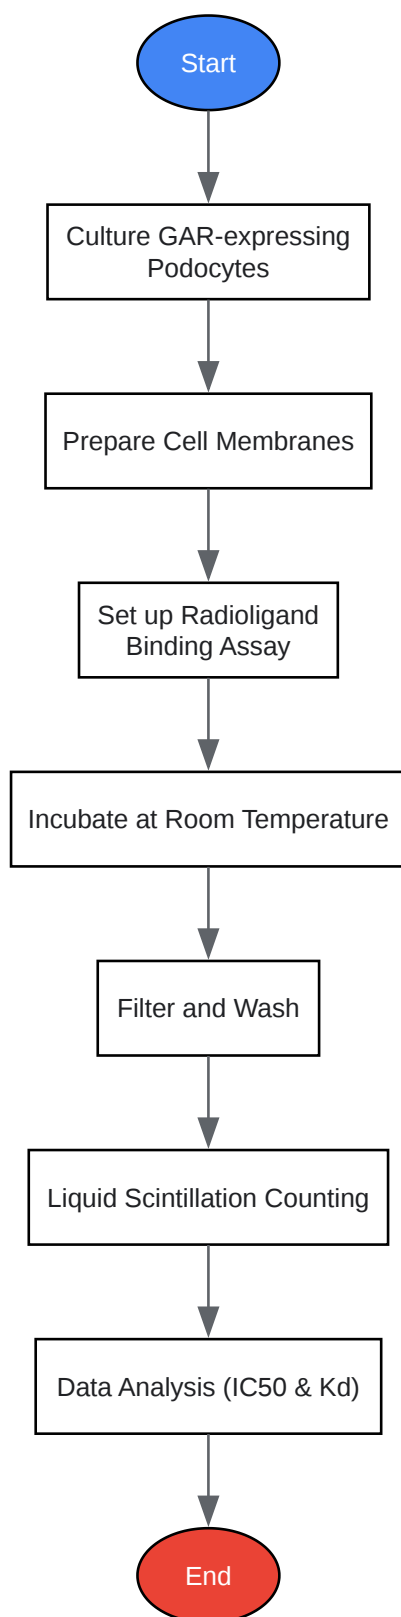 Start
Culture GAR-expressing
Podocytes
Prepare Cell Membranes
Set up Radioligand
Binding Assay
Incubate at Room Temperature
Filter and Wash
Liquid Scintillation Counting
Data Analysis (IC50 & Kd)
End